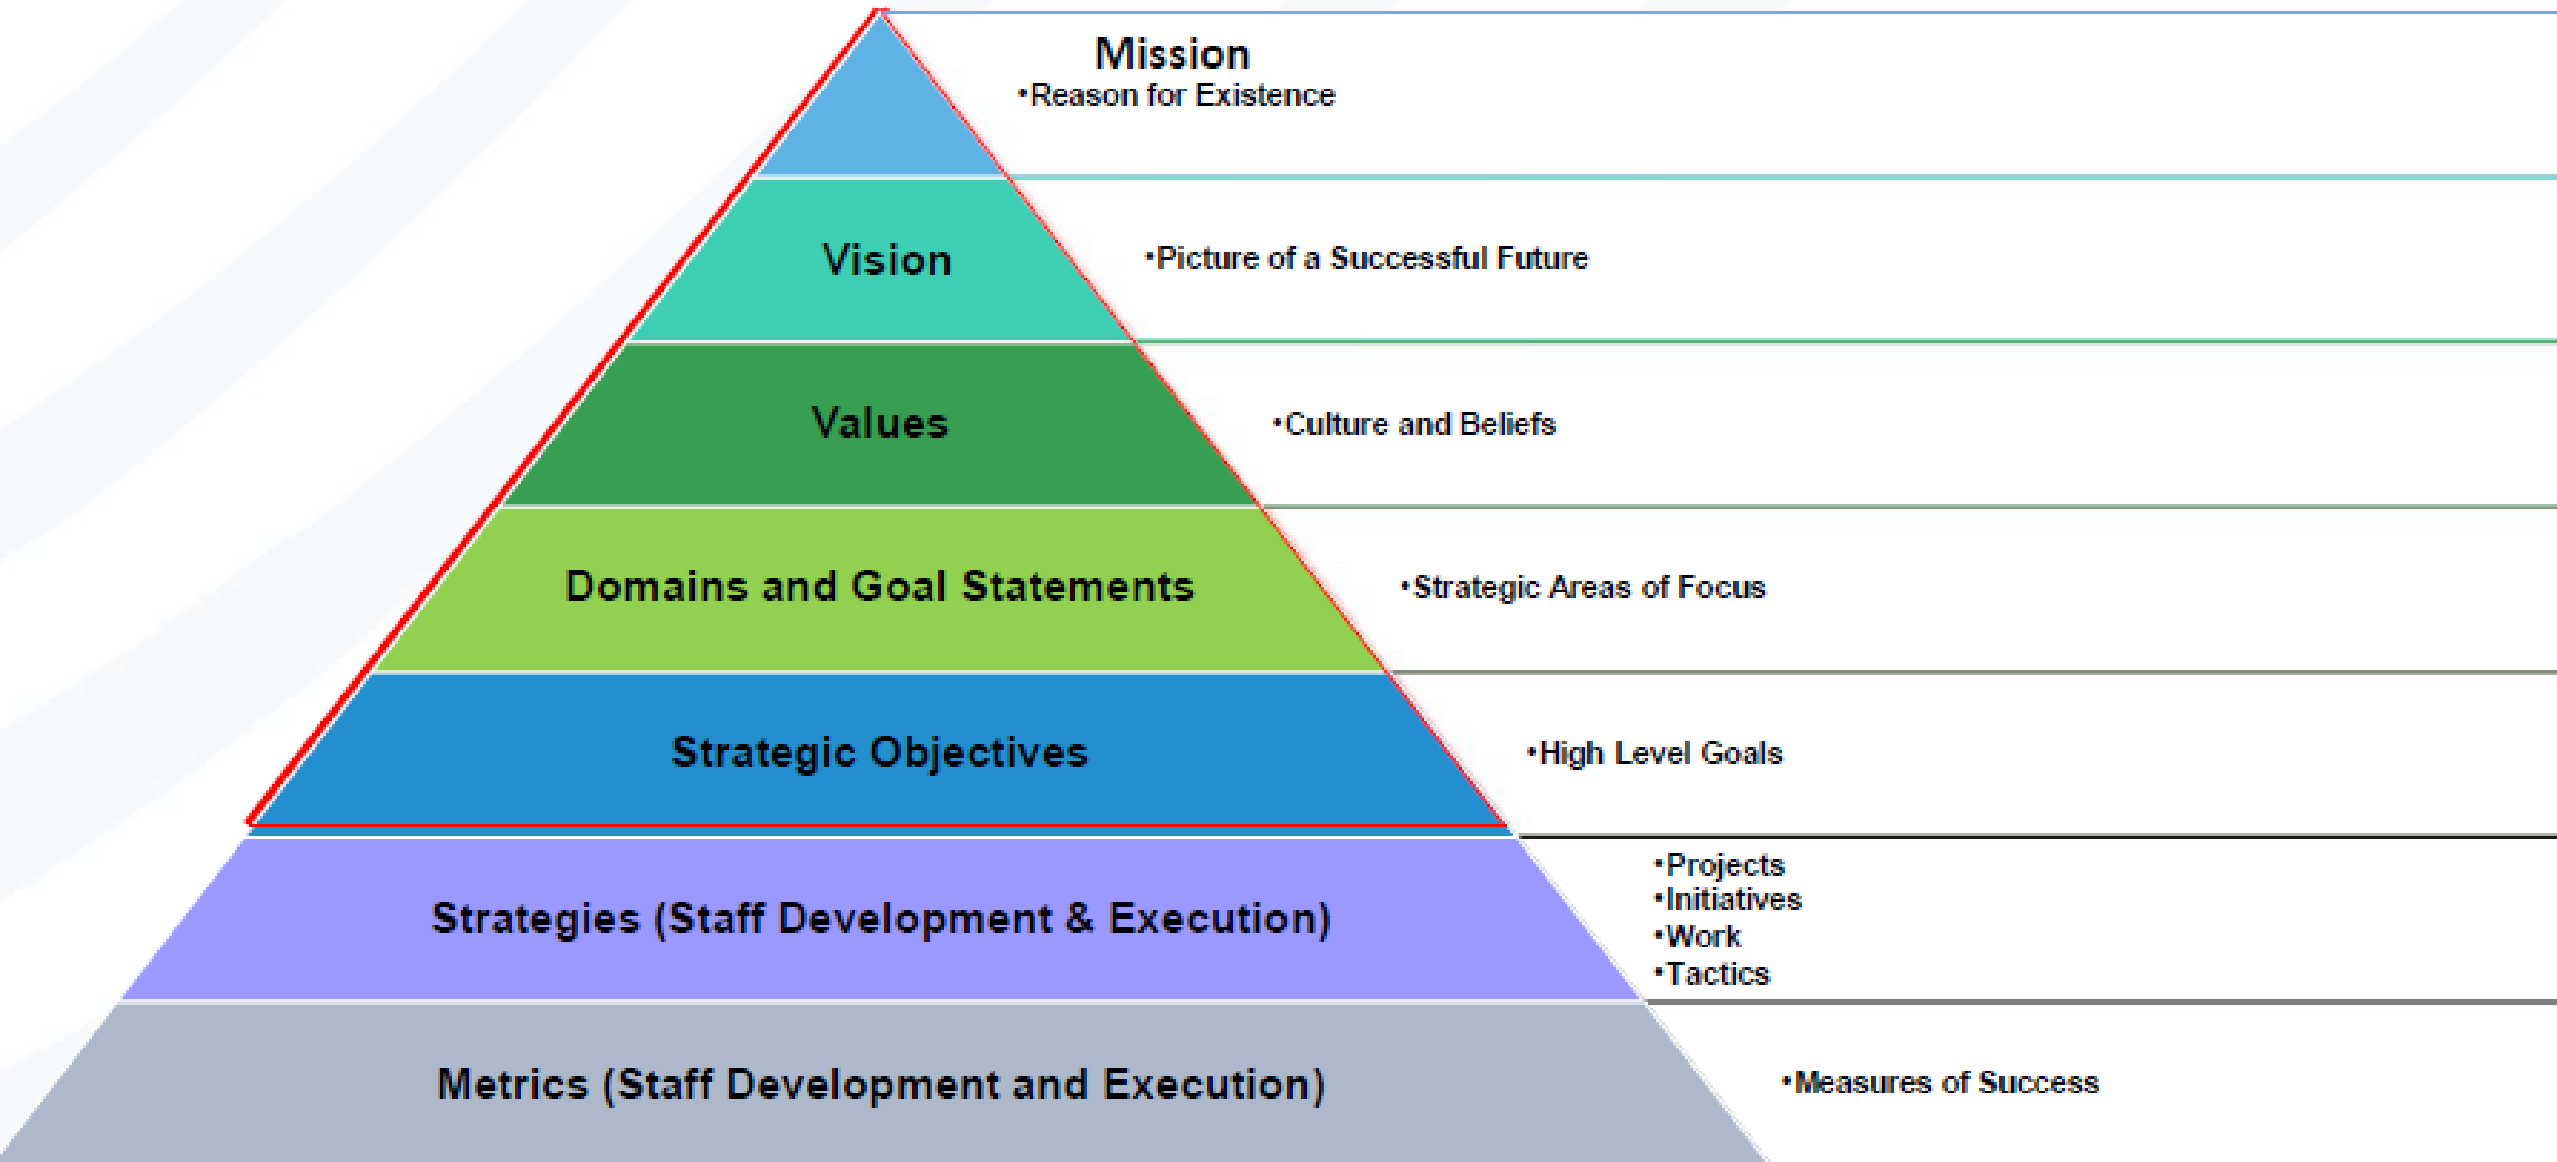 Mission
•Reason for Existence
Vision
•Picture of a Successful Future
Values
•Culture and Beliefs
Domains and Goal Statements
•Strategic Areas of Focus
Strategic Objectives
•High Level Goals
Strategies (Staff Development & Execution)
•Projects
•Initiatives
•Work
•Tactics
Metrics (Staff Development and Execution)
•Measures of Success